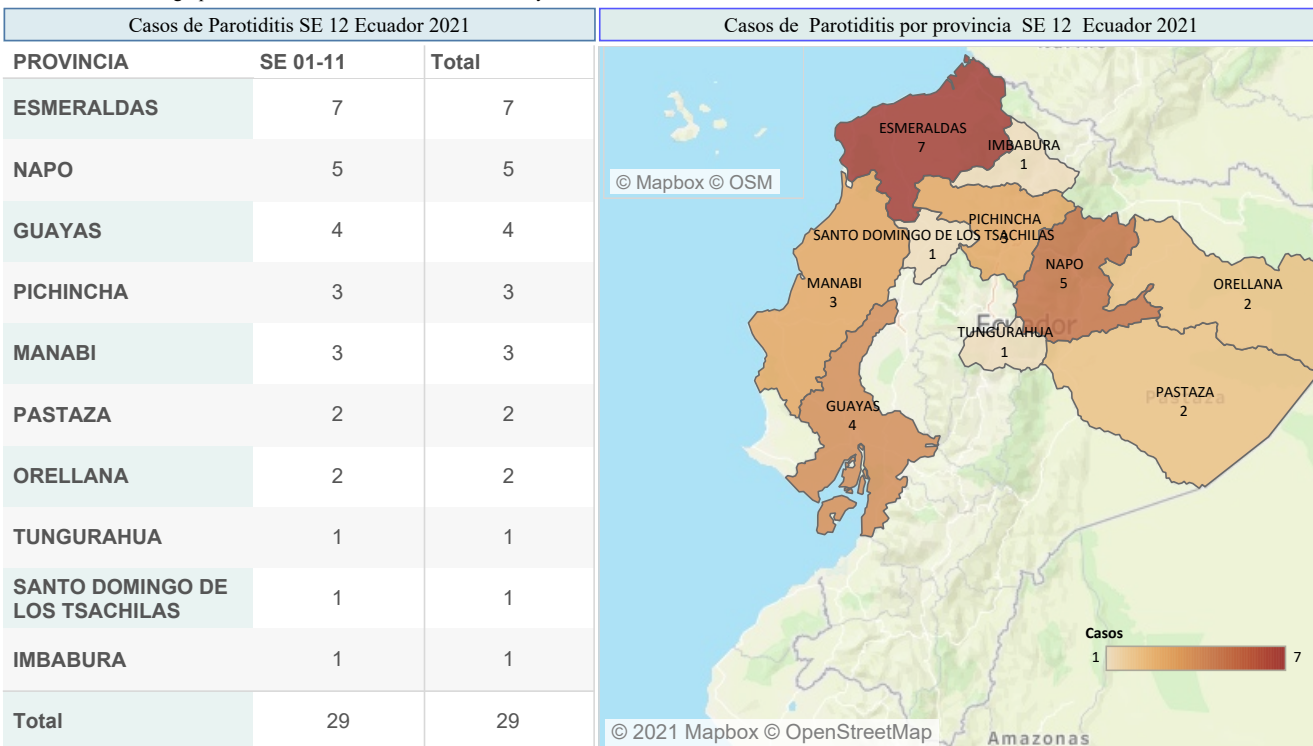 Casos de Parotiditis SE 12 Ecuador 2021
PROVINCIA SE 01-11 Total
ESMERALDAS 7 7
NAPO 5 5
GUAYAS 4 4
PICHINCHA 3 3
MANABI 3 3
PASTAZA 2 2
ORELLANA 2 2
TUNGURAHUA 1 1
SANTO DOMINGO DE
LOS TSACHILAS 1 1
IMBABURA 1 1
Total 29 29
Casos de Parotiditis por provincia SE 12 Ecuador 2021
© Mapbox © OSM
ESMERALDAS
7
IMBABURA
1
PICHINCHA
3
SANTO DOMINGO DE LOS TSACHILAS
1
NAPO
5
ORELLANA
2
MANABI
3
Ecuador
TUNGURAHUA
1
PASTAZA
2
Pastaza
GUAYAS
4
Casos
1 7
© 2021 Mapbox © OpenStreetMap
Amazonas